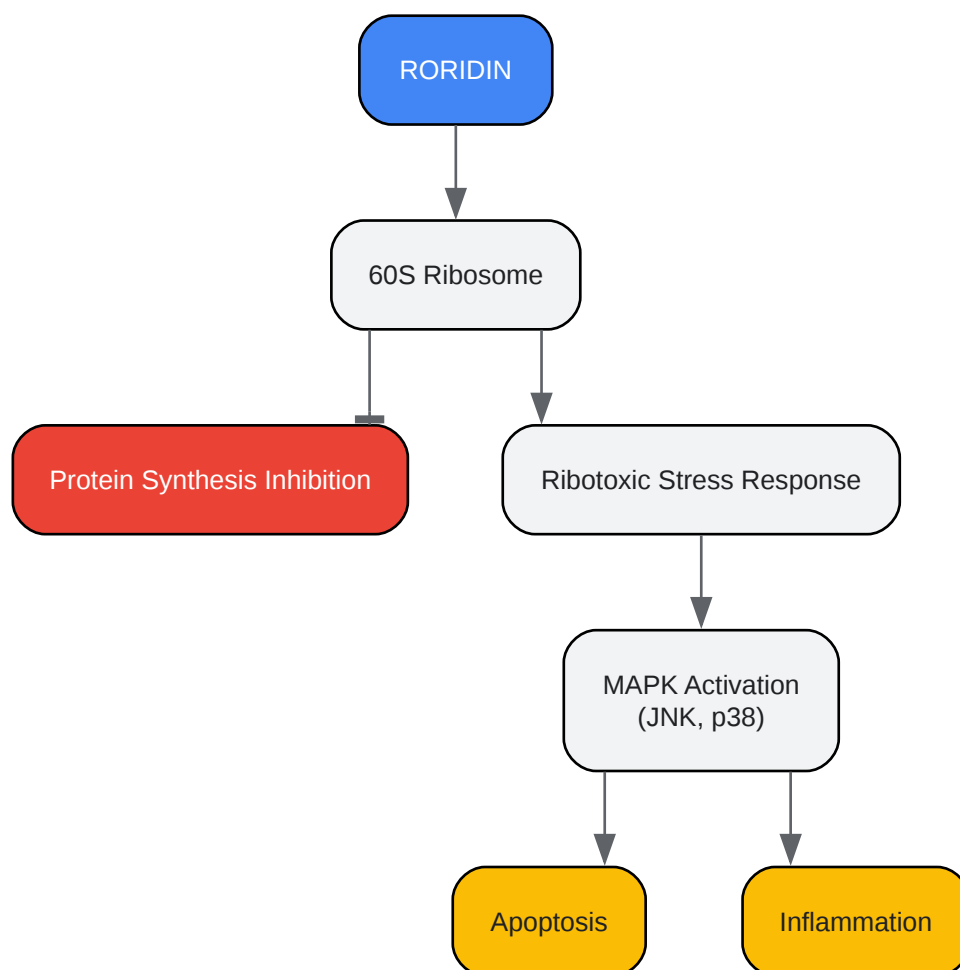 RORIDIN
60S Ribosome
Protein Synthesis Inhibition
Ribotoxic Stress Response
MAPK Activation
(JNK, p38)
Apoptosis
Inflammation